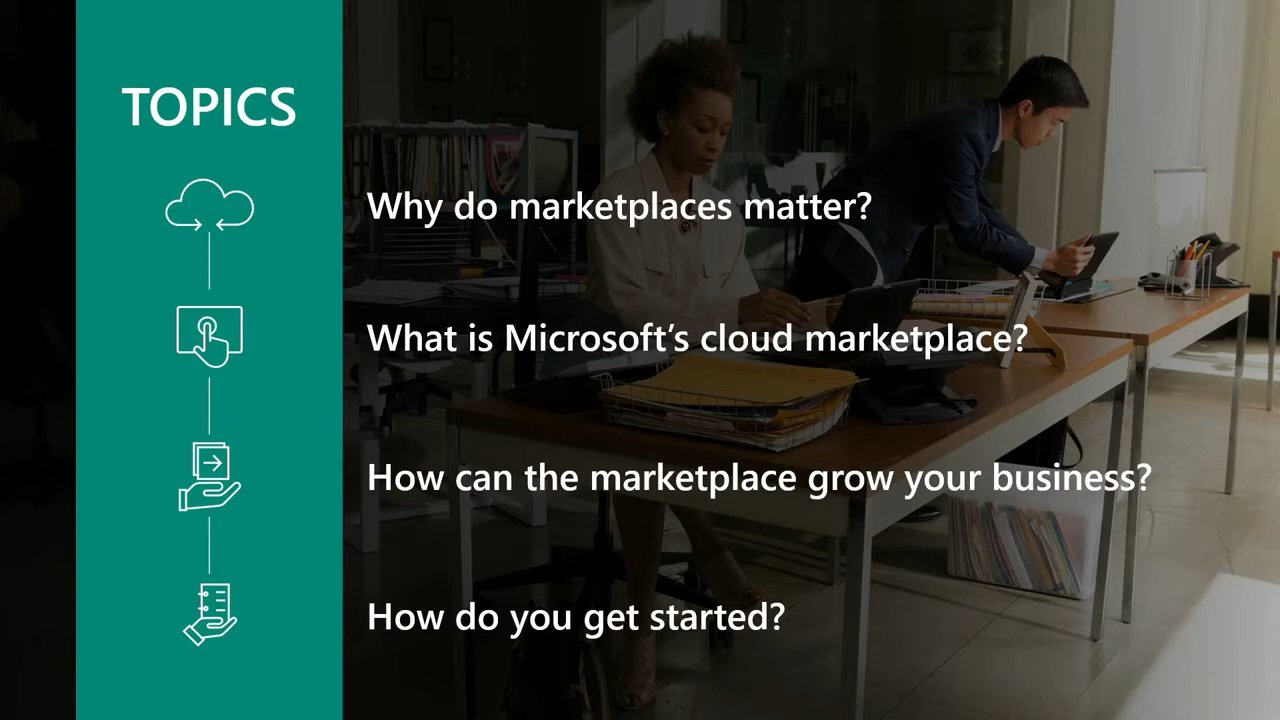 TOPICS
Why do marketplaces matter?
What is Microsoft’s cloud marketplace?
How can the marketplace grow your business?
How do you get started?